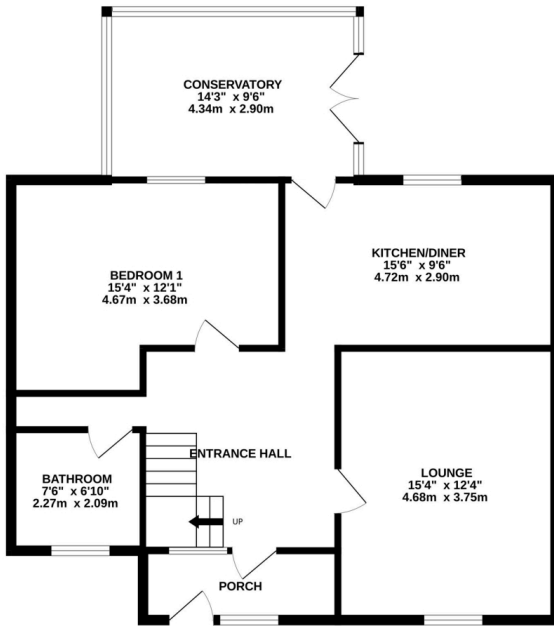 CONSERVATORY
14'3" x 9'6"
4.34m x 2.90m
KITCHEN/DINER
15'6" x 9'6"
4.72m x 2.90m
BEDROOM 1
15'4" x 12'1"
4.67m x 3.68m
ENTRANCE HALL
LOUNGE
15'4" x 12'4"
4.68m x 3.75m
BATHROOM
7'6" x 6'10"
2.27m x 2.09m
UP
PORCH